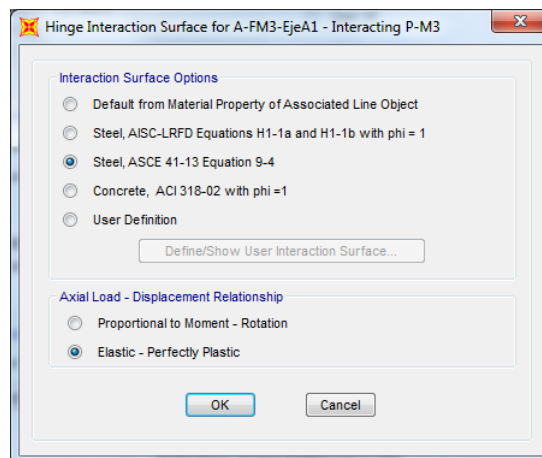 Hinge Interaction Surface for A-FM3-EjeA1 - Interacting P-M3
Interaction Surface Options
Default from Material Property of Associated Line Object
Steel, AISC-LRFD Equations H1-1a and H1-1b with phi = 1
Steel, ASCE 41-13 Equation 9-4
Concrete, ACI 318-02 with phi =1
User Definition
Define/Show User Interaction Surface...
Axial Load - Displacement Relationship
Proportional to Moment - Rotation
Elastic - Perfectly Plastic
OK Cancel